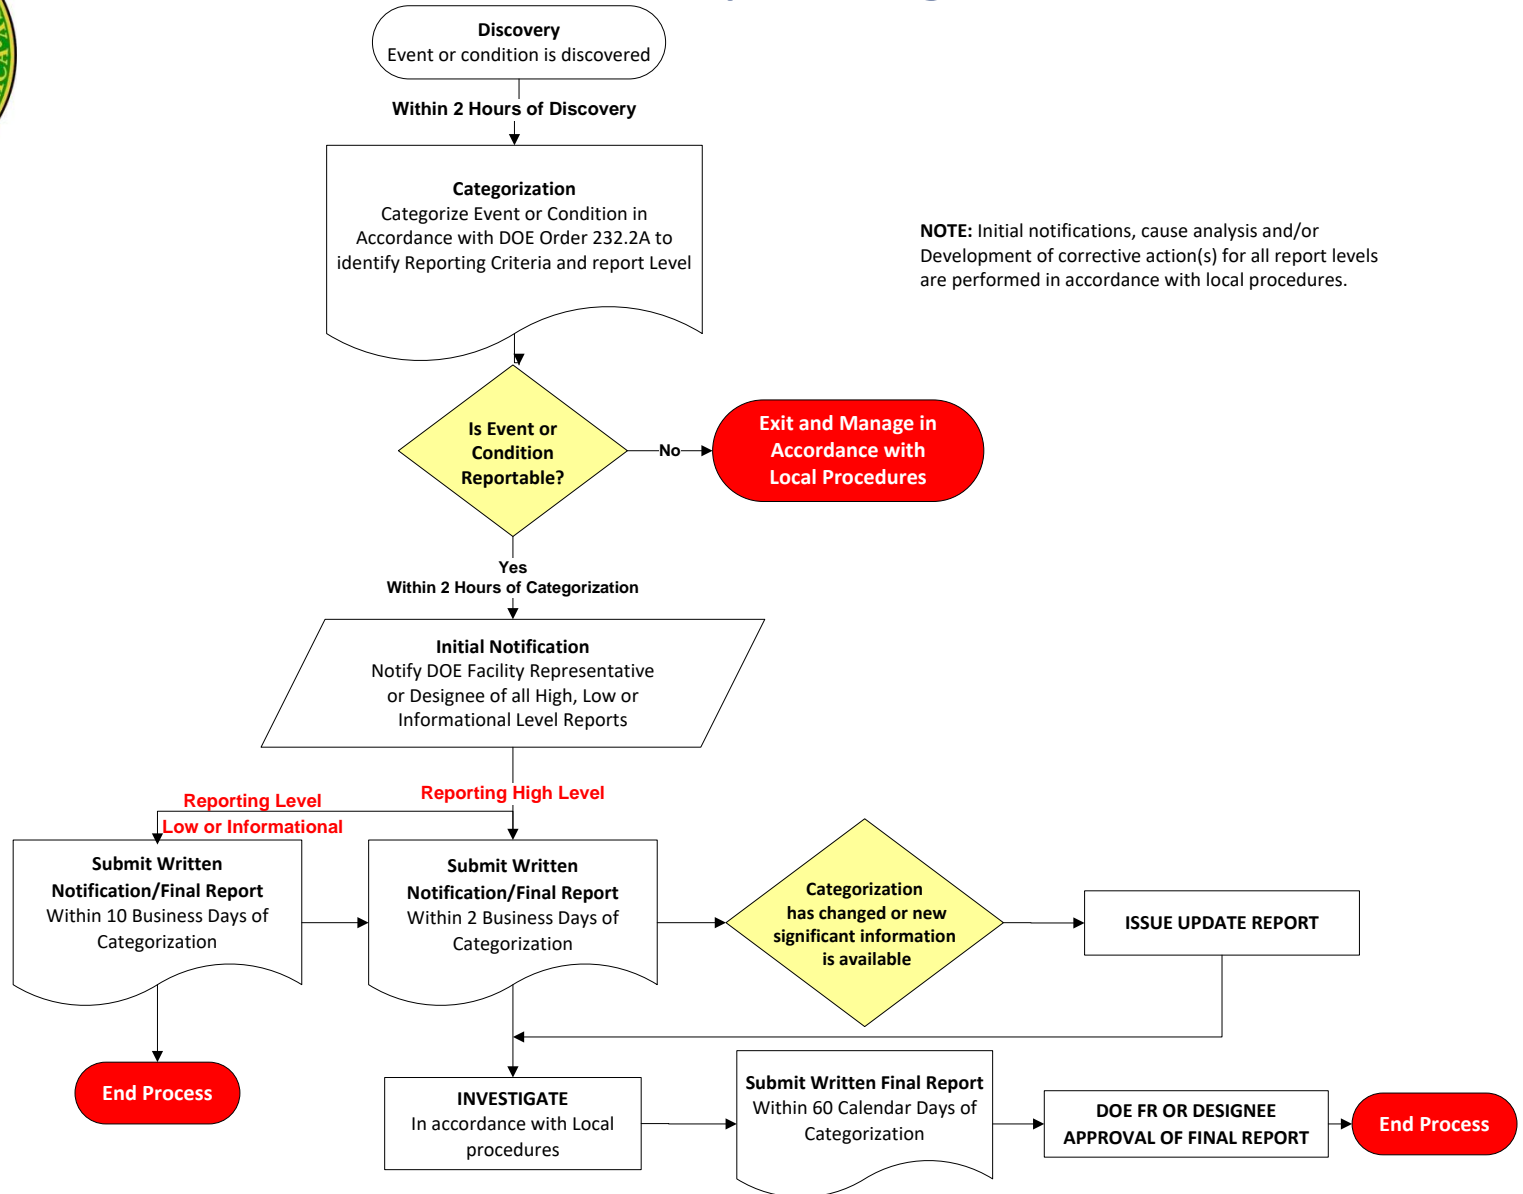 Discovery
Event or condition is discovered
Within 2 Hours of Discovery
Categorization
Categorize Event or Condition in
Accordance with DOE Order 232.2A to
identify Reporting Criteria and report Level
NOTE: Initial notifications, cause analysis and/or
Development of corrective action(s) for all report levels
are performed in accordance with local procedures.
Is Event or
Condition
Reportable?
No
Exit and Manage in
Accordance with
Local Procedures
Yes
Within 2 Hours of Categorization
Initial Notification
Notify DOE Facility Representative
or Designee of all High, Low or
Informational Level Reports
Reporting Level
Low or Informational
Reporting High Level
Submit Written
Notification/Final Report
Within 10 Business Days of
Categorization
Submit Written
Notification/Final Report
Within 2 Business Days of
Categorization
Categorization
has changed or new
significant information
is available
ISSUE UPDATE REPORT
End Process
INVESTIGATE
In accordance with Local
procedures
Submit Written Final Report
Within 60 Calendar Days of
Categorization
DOE FR OR DESIGNEE
APPROVAL OF FINAL REPORT
End Process